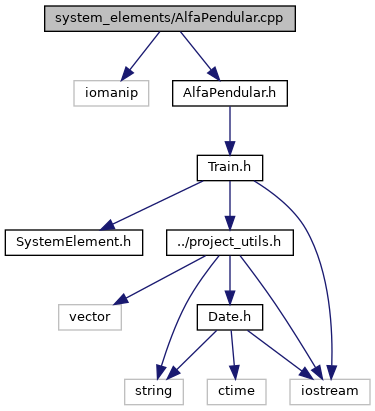 system_elements/AlfaPendular.cpp
iomanip
AlfaPendular.h
Train.h
SystemElement.h
../project_utils.h
vector
Date.h
string
ctime
iostream